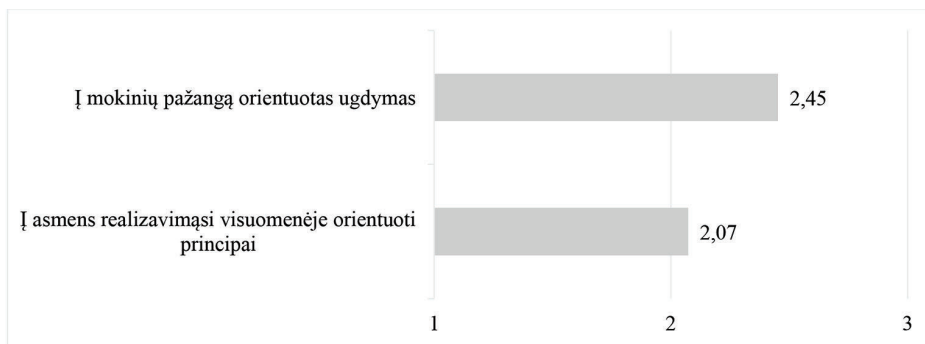 Į mokinių pažangą orientuotas ugdymas
2,45
Į asmens realizavimąsi visuomenėje orientuoti
principai
2,07
1 2 3